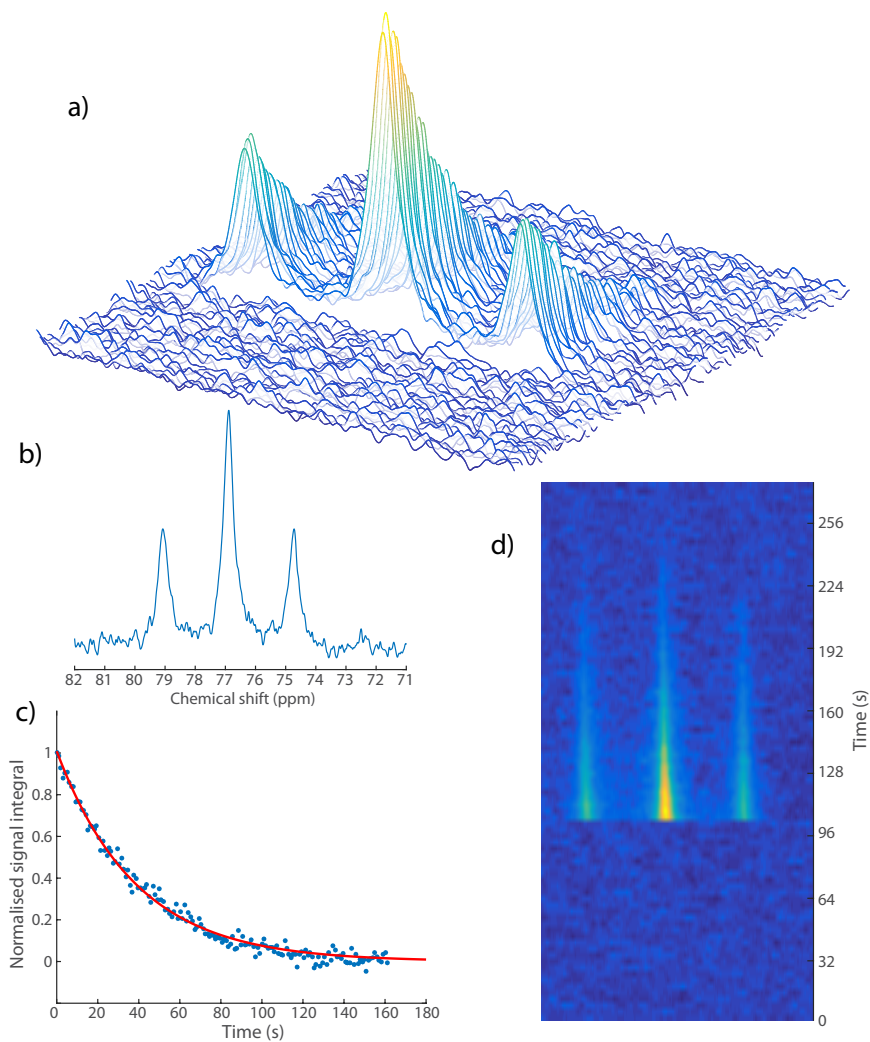 a)
b)
82 81 80 79 78 77 76 75 74 73 72 71
Chemical shift (ppm)
c)
1
0.8
0.6
0.4
0.2
0
Normalised signal integral
0 20 40 60 80 100 120 140 160 180
Time (s)
d)
256
224
192
160
128
96
64
32
0
Time (s)